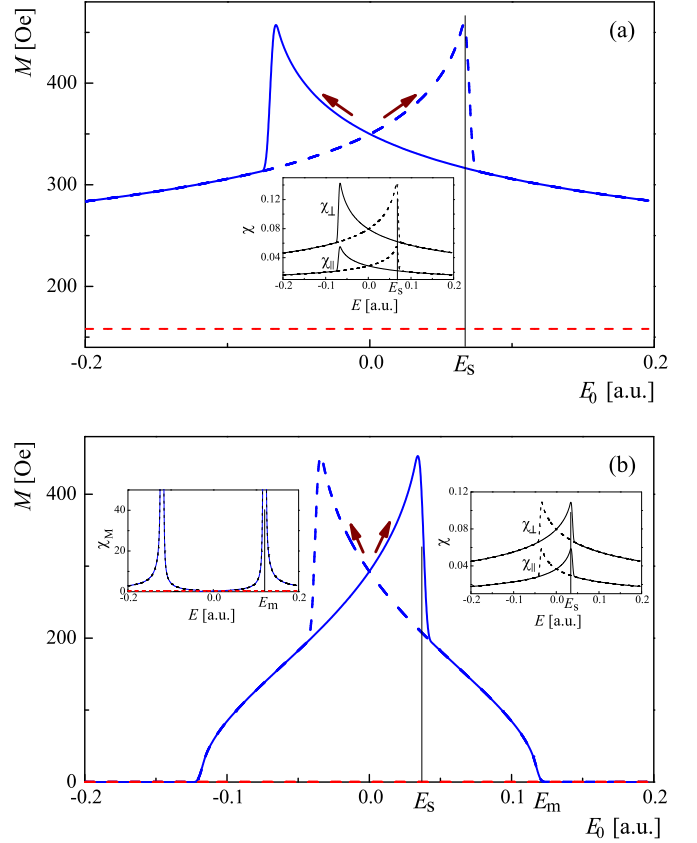 (a)
M [Oe]
400
300
200
χ
0.12
0.08
0.04
χ⊥
χ||
-0.2 -0.1 0.0 0.1 0.2
Es
E [a.u.]
-0.2 -0.1 0.0 Es 0.2
E0 [a.u.]
(b)
M [Oe]
400
200
0
χM
40
20
0
-0.2 0.0 0.2
E [a.u.] Em
χ
0.12
0.08
0.04
χ⊥
χ||
-0.2 -0.1 0.0 0.1 0.2
Es
E [a.u.]
-0.2 -0.1 0.0 Es 0.1 Em 0.2
E0 [a.u.]